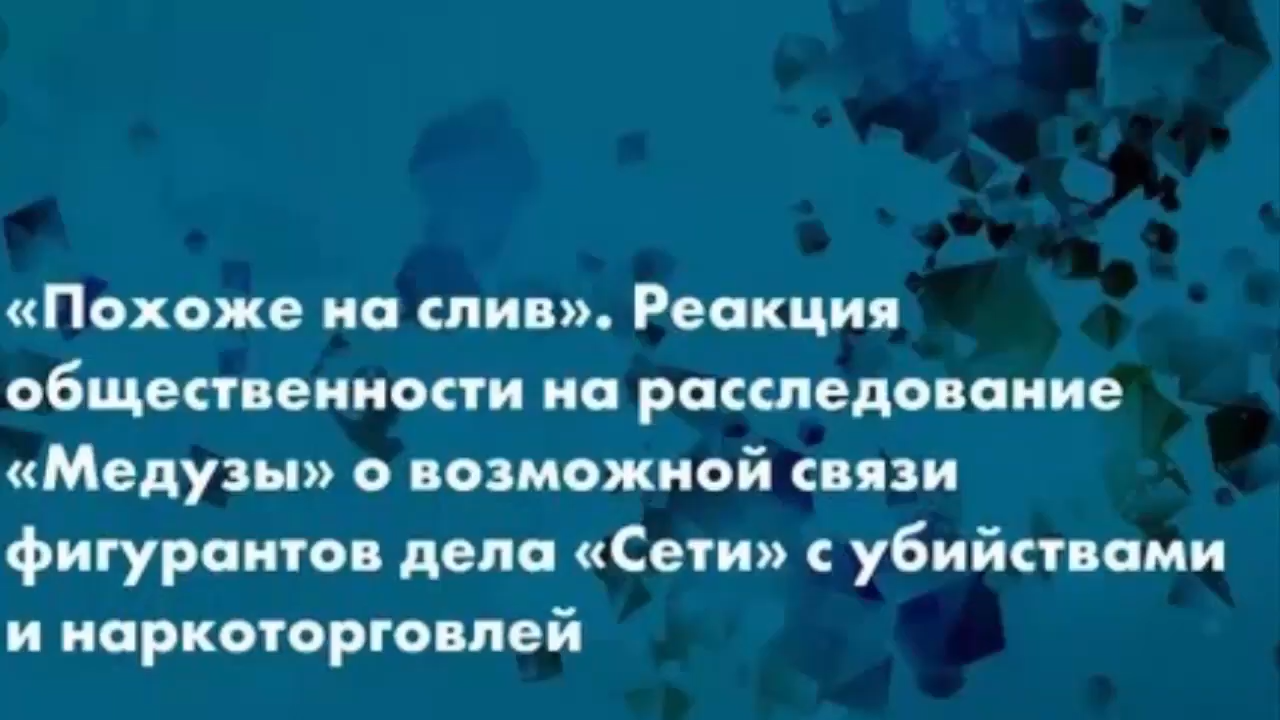 «Похоже на слив». Реакция
общественности на расследование
«Медузы» о возможной связи
фигурантов дела «Сети» с убийствами
и наркоторговлей